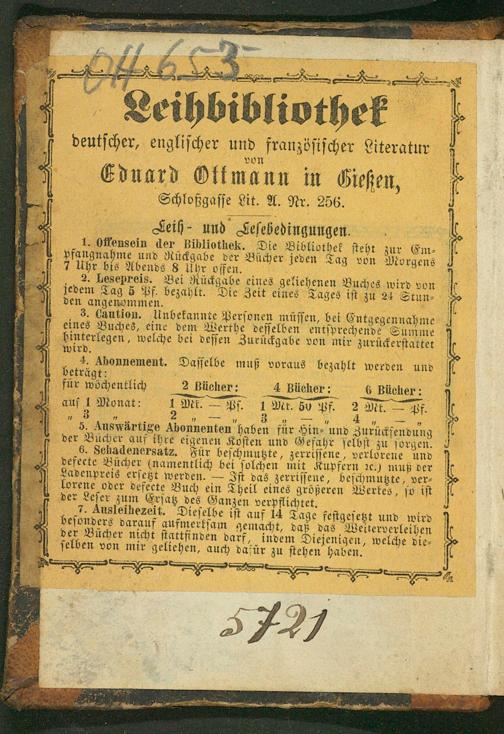 OH 653
Leihbibliothek
deutscher, englischer und französischer Literatur
von
Eduard Ottmann in Gießen,
Schloßgasse Lit. A. Nr. 256.
Leih- und Lesebedingungen.
1. Offensein der Bibliothek. Die Bibliothek steht zur Em-
pfangnahme und Rückgabe der Bücher jeden Tag von Morgens
7 Uhr bis Abends 8 Uhr offen.
2. Lesepreis. Bei Rückgabe eines geliehenen Buches wird von
jedem Tag 5 Pf. bezahlt. Die Zeit eines Tages ist zu 24 Stun-
den angenommen.
3. Caution. Unbekannte Personen müssen, bei Entgegennahme
eines Buches, eine dem Werthe desselben entsprechende Summe
hinterlegen, welche bei dessen Zurückgabe von mir zurückerstattet
wird.
4. Abonnement. Dasselbe muß voraus bezahlt werden und
beträgt:
für wöchentlich 2 Bücher: 4 Bücher: 6 Bücher:
auf 1 Monat: 1 Mk. — Pf. 1 Mk. 50 Pf. 2 Mk. — Pf.
„ 3 „ 2 „ — „ 3 „ — „ 4 „ — „
5. Auswärtige Abonnenten haben für Hin- und Zurücksendung
der Bücher auf ihre eigenen Kosten und Gefahr selbst zu sorgen.
6. Schadenersatz. Für beschmutzte, zerrissene, verlorene und
defecte Bücher (namentlich bei solchen mit Kupfern ꝛc.) muß der
Ladenpreis ersetzt werden. — Ist das zerrissene, beschmutzte, ver-
lorene oder defecte Buch ein Theil eines größeren Werkes, so ist
der Leser zum Ersatz des Ganzen verpflichtet.
7. Ausleihezeit. Dieselbe ist auf 14 Tage festgesetzt und wird
besonders darauf aufmerksam gemacht, daß das Weiterverleihen
der Bücher nicht stattfinden darf, indem Diejenigen, welche die-
selben von mir geliehen, auch dafür zu stehen haben.
5721